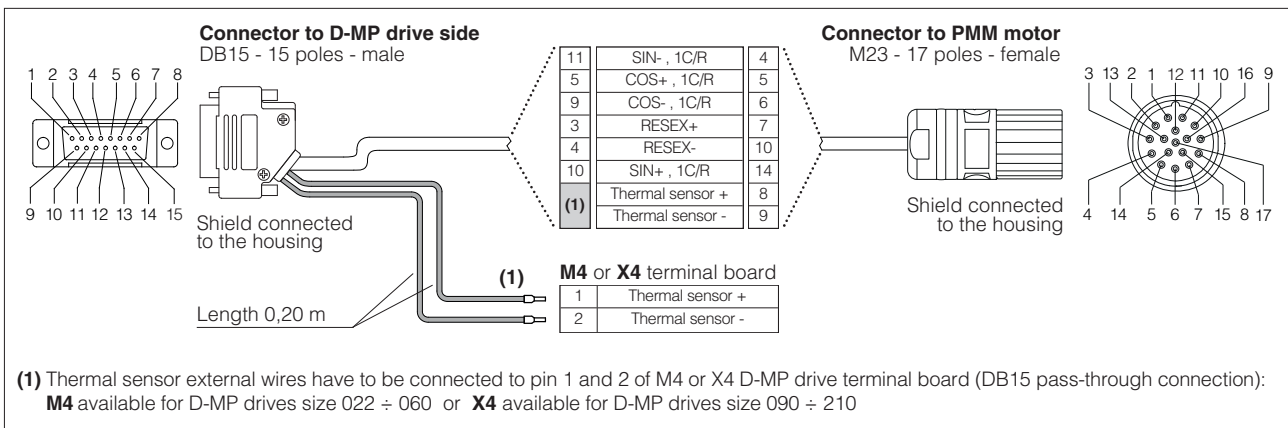 Connector to D-MP drive side
DB15 - 15 poles - male
Connector to PMM motor
M23 - 17 poles - female
1 2 3 4 5 6 7 8
9 10 11 12 13 14 15
Shield connected
to the housing
Length 0,20 m
11 SIN- , 1C/R 4
5 COS+ , 1C/R 5
9 COS- , 1C/R 6
3 RESEX+ 7
4 RESEX- 10
10 SIN+ , 1C/R 14
(1) Thermal sensor + 8
Thermal sensor - 9
(1)
M4 or X4 terminal board
1 Thermal sensor +
2 Thermal sensor -
Shield connected
to the housing
3 13 2 1 12 11 10 16 9
4 14 5 6 7 15 8 17
(1) Thermal sensor external wires have to be connected to pin 1 and 2 of M4 or X4 D-MP drive terminal board (DB15 pass-through connection):
M4 available for D-MP drives size 022 ÷ 060 or X4 available for D-MP drives size 090 ÷ 210